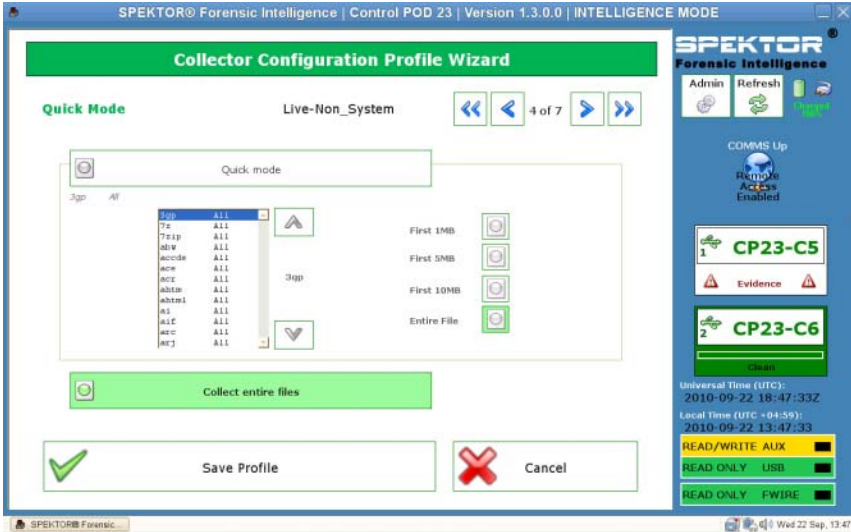 SPEKTOR® Forensic Intelligence | Control POD 23 | Version 1.3.0.0 | INTELLIGENCE MODE
Collector Configuration Profile Wizard
Quick Mode
Live-Non_System
4 of 7
Quick mode
3gp All
3gp All
7z All
7zip All
abw All
accdb All
ace All
acr All
ahtm All
ahtml All
ai All
aif All
arc All
arj All
3gp
First 1MB
First 5MB
First 10MB
Entire File
Collect entire files
Save Profile
Cancel
SPEKTOR®
Forensic Intelligence
Admin
Refresh
Charged
COMMS Up
Remote
Access
Enabled
1 CP23-C5
Evidence
2 CP23-C6
Clean
Universal Time (UTC):
2010-09-22 18:47:33Z
Local Time (UTC +04:59):
2010-09-22 13:47:33
READ/WRITE AUX
READ ONLY USB
READ ONLY FWIRE
SPEKTOR® Forensic...
Wed 22 Sep, 13:47